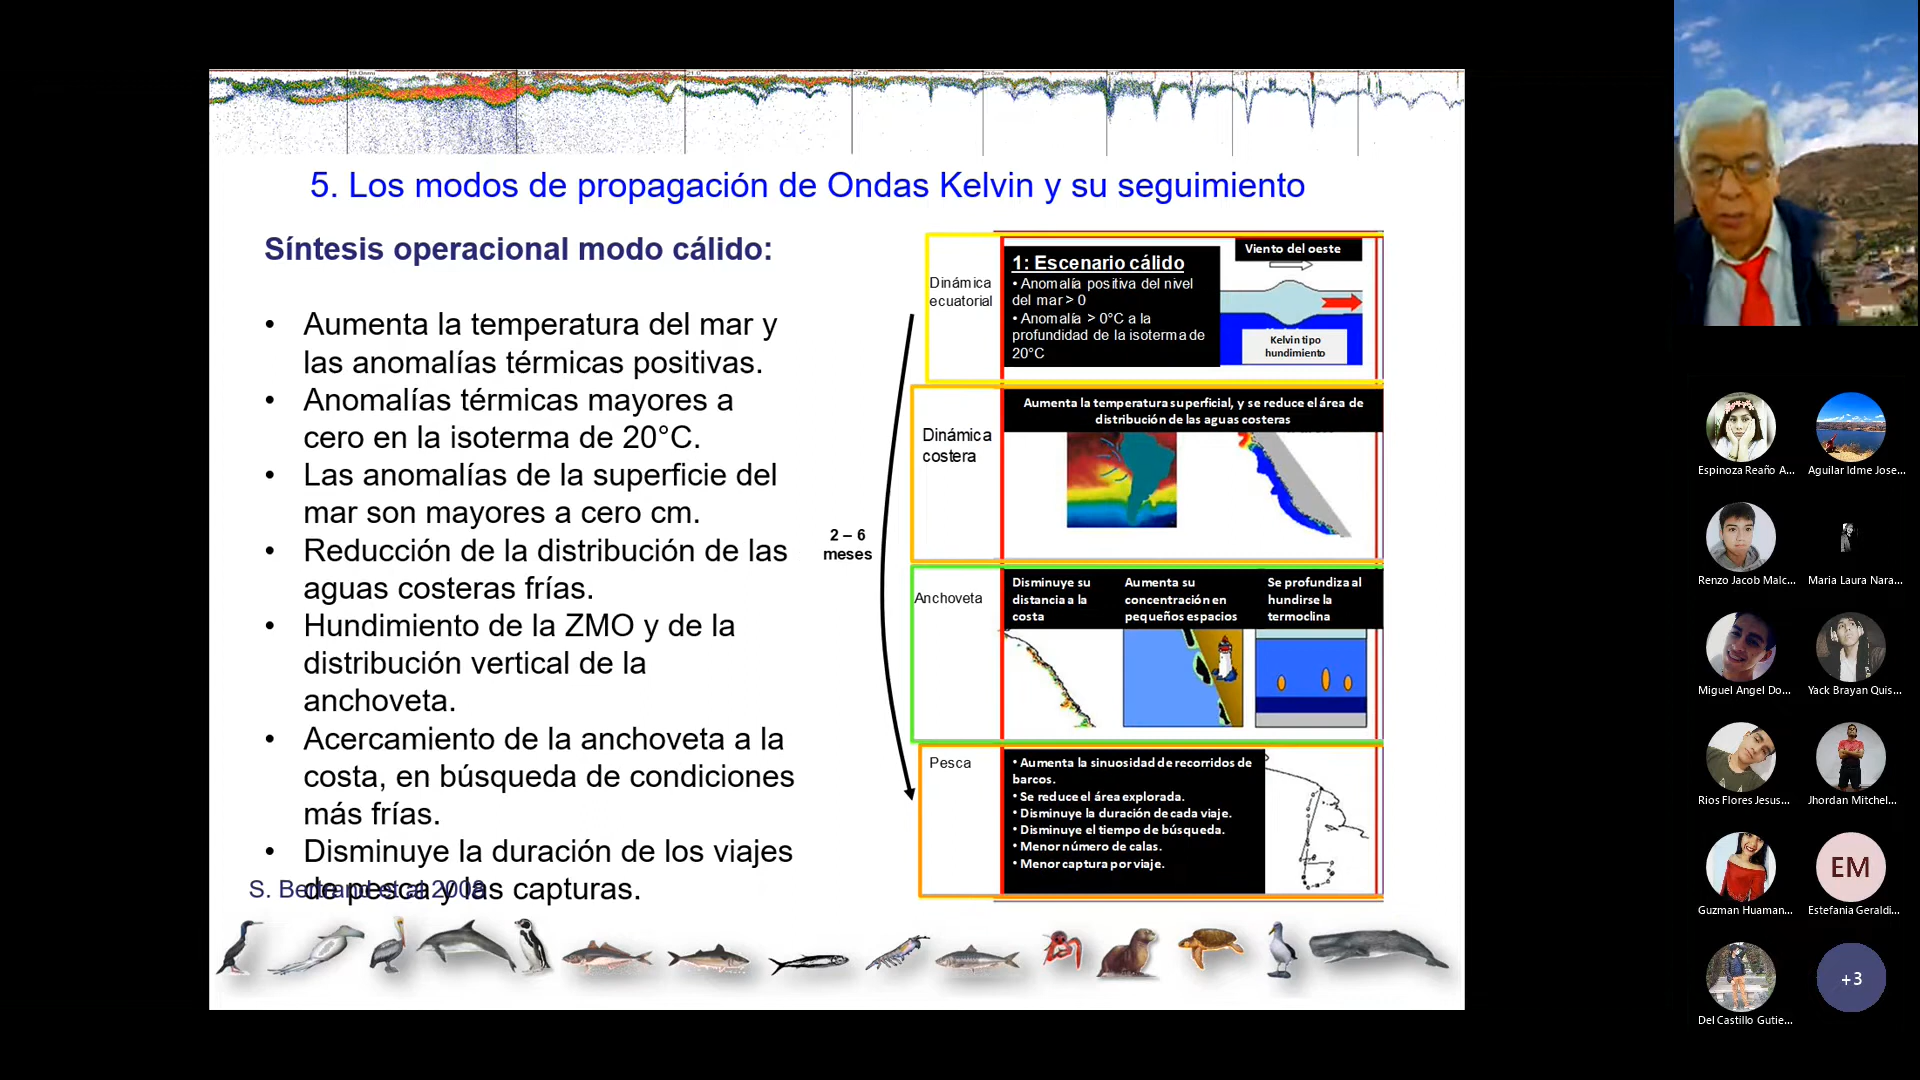 5. Los modos de propagación de Ondas Kelvin y su seguimiento
Síntesis operacional modo cálido:
• Aumenta la temperatura del mar y
las anomalías térmicas positivas.
• Anomalías térmicas mayores a
cero en la isoterma de 20°C.
• Las anomalías de la superficie del
mar son mayores a cero cm.
• Reducción de la distribución de las
aguas costeras frías.
• Hundimiento de la ZMO y de la
distribución vertical de la
anchoveta.
• Acercamiento de la anchoveta a la
costa, en búsqueda de condiciones
más frías.
• Disminuye la duración de los viajes
de pesca y las capturas.
S. Bertrand et al 2008
2 – 6
meses
Dinámica
ecuatorial
1: Escenario cálido
• Anomalía positiva del nivel
del mar > 0
• Anomalía > 0°C a la
profundidad de la isoterma de
20°C
Viento del oeste
Kelvin tipo
hundimiento
Dinámica
costera
Aumenta la temperatura superficial, y se reduce el área de
distribución de las aguas costeras
Anchoveta
Disminuye su
distancia a la
costa
Aumenta su
concentración en
pequeños espacios
Se profundiza al
hundirse la
termoclina
Pesca
• Aumenta la sinuosidad de recorridos de
barcos.
• Se reduce el área explorada.
• Disminuye la duración de cada viaje.
• Disminuye el tiempo de búsqueda.
• Menor número de calas.
• Menor captura por viaje.
Espinoza Reaño A...
Aguilar Idme Jose...
Renzo Jacob Malc...
Maria Laura Nara...
Miguel Angel Do...
Yack Brayan Quis...
Rios Flores Jesus...
Jhordan Mitchel...
EM
Guzman Huaman...
Estefania Geraldi...
+3
Del Castillo Gutie...